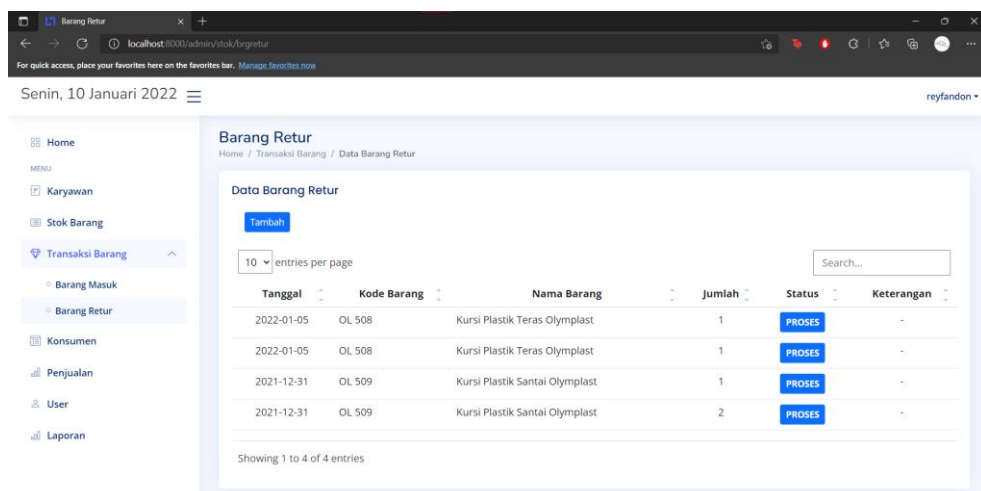 Barang Retur
localhost:8000/admin/stok/brgretur
For quick access, place your favorites here on the favorites bar. Manage favorites now
Senin, 10 Januari 2022
reyfandon
Home
MENU
Karyawan
Stok Barang
Transaksi Barang
Barang Masuk
Barang Retur
Konsumen
Penjualan
User
Laporan
Barang Retur
Home / Transaksi Barang / Data Barang Retur
Data Barang Retur
Tambah
10 entries per page
Search...
Tanggal Kode Barang Nama Barang Jumlah Status Keterangan
2022-01-05 OL 508 Kursi Plastik Teras Olymplast 1 PROSES -
2022-01-05 OL 508 Kursi Plastik Teras Olymplast 1 PROSES -
2021-12-31 OL 509 Kursi Plastik Santai Olymplast 1 PROSES -
2021-12-31 OL 509 Kursi Plastik Santai Olymplast 2 PROSES -
Showing 1 to 4 of 4 entries